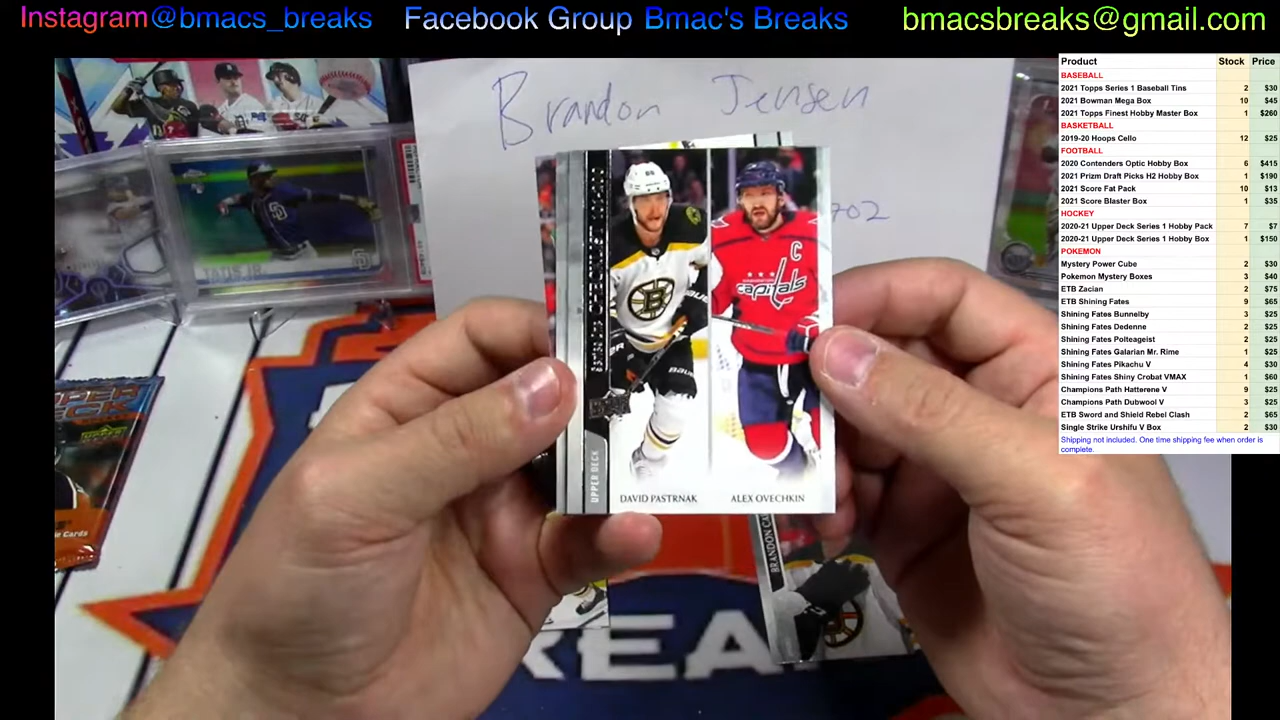 Instagram@bmacs_breaks
Facebook Group Bmac's Breaks
bmacsbreaks@gmail.com
Brandon Jensen
702
TATIS JR
UPPER DECK
DAVID PASTRNAK
ALEX OVECHKIN
BRANDON CA
BREA
Product Stock Price
BASEBALL
2021 Topps Series 1 Baseball Tins 2 $30
2021 Bowman Mega Box 10 $45
2021 Topps Finest Hobby Master Box 1 $260
BASKETBALL
2019-20 Hoops Cello 12 $25
FOOTBALL
2020 Contenders Optic Hobby Box 6 $415
2021 Prizm Draft Picks H2 Hobby Box 1 $190
2021 Score Fat Pack 10 $13
2021 Score Blaster Box 1 $35
HOCKEY
2020-21 Upper Deck Series 1 Hobby Pack 7 $7
2020-21 Upper Deck Series 1 Hobby Box 1 $150
POKEMON
Mystery Power Cube 2 $30
Pokemon Mystery Boxes 3 $40
ETB Zacian 2 $75
ETB Shining Fates 9 $65
Shining Fates Bunnelby 3 $25
Shining Fates Dedenne 2 $25
Shining Fates Polteageist 2 $25
Shining Fates Galarian Mr. Rime 1 $25
Shining Fates Pikachu V 4 $30
Shining Fates Shiny Crobat VMAX 1 $60
Champions Path Hatterene V 9 $25
Champions Path Dubwool V 3 $25
ETB Sword and Shield Rebel Clash 2 $65
Single Strike Urshifu V Box 2 $30
Shipping not included. One time shipping fee when order is
complete.